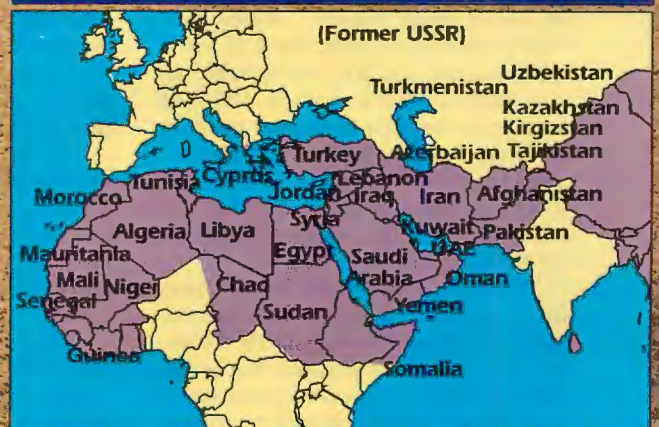 (Former USSR)
Uzbekistan
Turkmenistan
Kazakhstan
Kirgizstan
Azerbaijan
Tajikistan
Turkey
Tunisia
Cyprus
Lebanon
Jordan
Iraq
Iran
Afghanistan
Morocco
Syria
Algeria
Libya
Kuwait
Pakistan
Egypt
UAE
Mauritania
Saudi
Arabia
Mali
Niger
Chad
Oman
Senegal
Sudan
Yemen
Guinea
Somalia